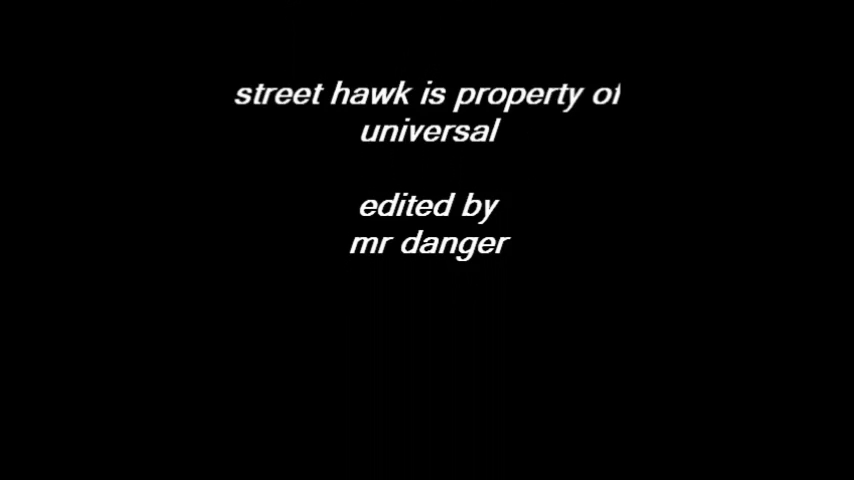 street hawk is property of
universal
edited by
mr danger